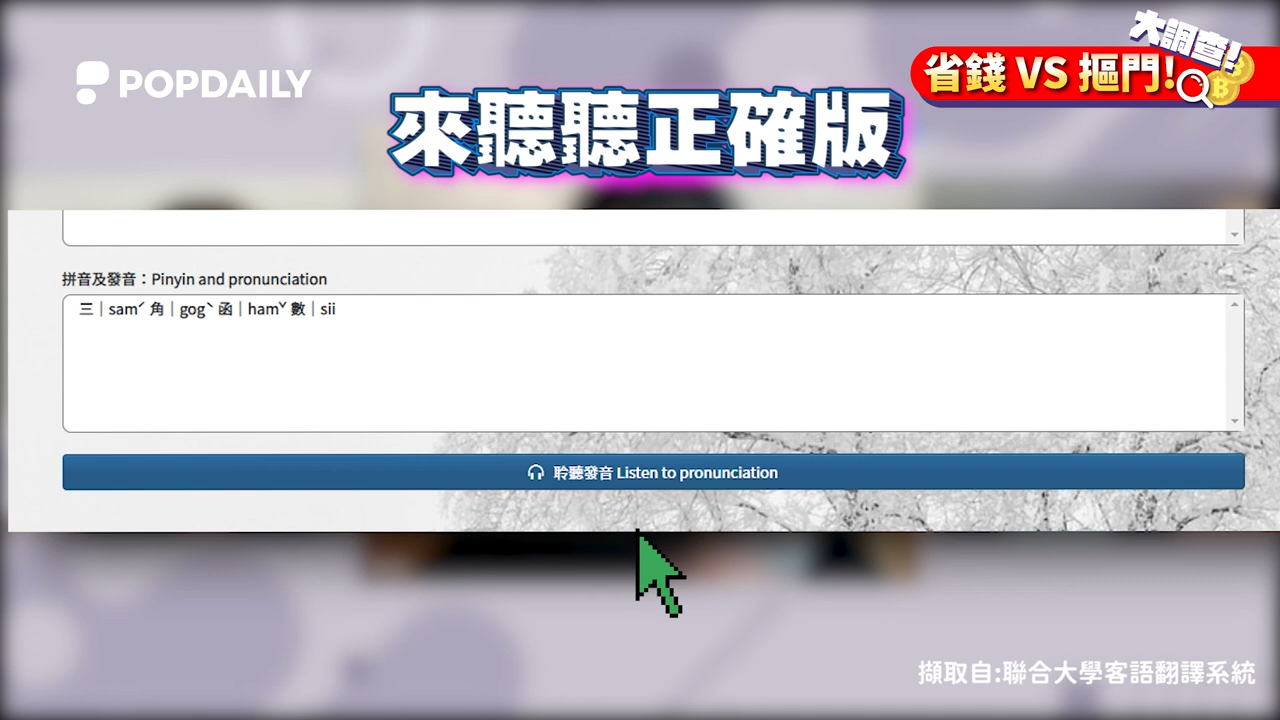 POPDAILY
大調查!
省錢 VS 摳門!
來聽聽正確版
拼音及發音：Pinyin and pronunciation
三｜samˊ 角｜gogˋ 函｜hamˇ 數｜sii
聆聽發音 Listen to pronunciation
擷取自:聯合大學客語翻譯系統